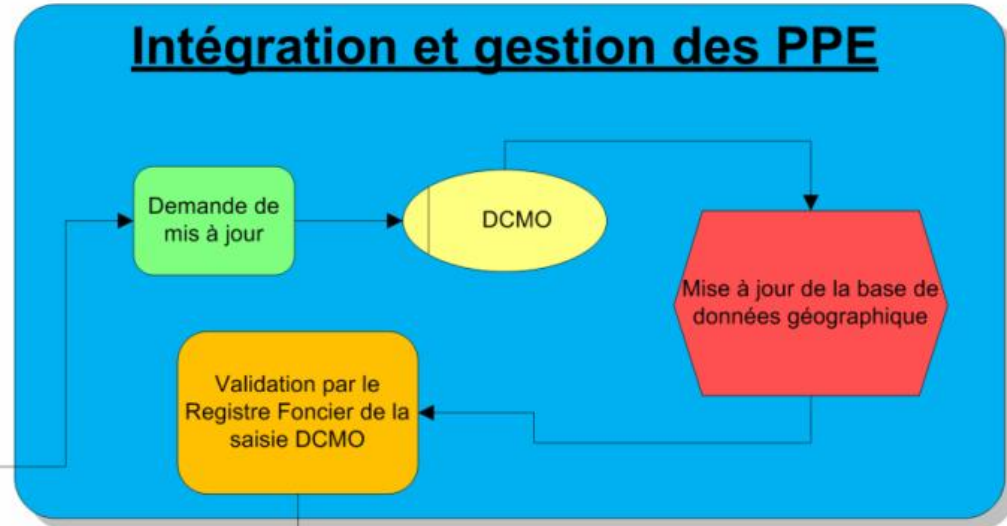 Intégration et gestion des PPE
Demande de
mis à jour
DCMO
Mise à jour de la base de
données géographique
Validation par le
Registre Foncier de la
saisie DCMO